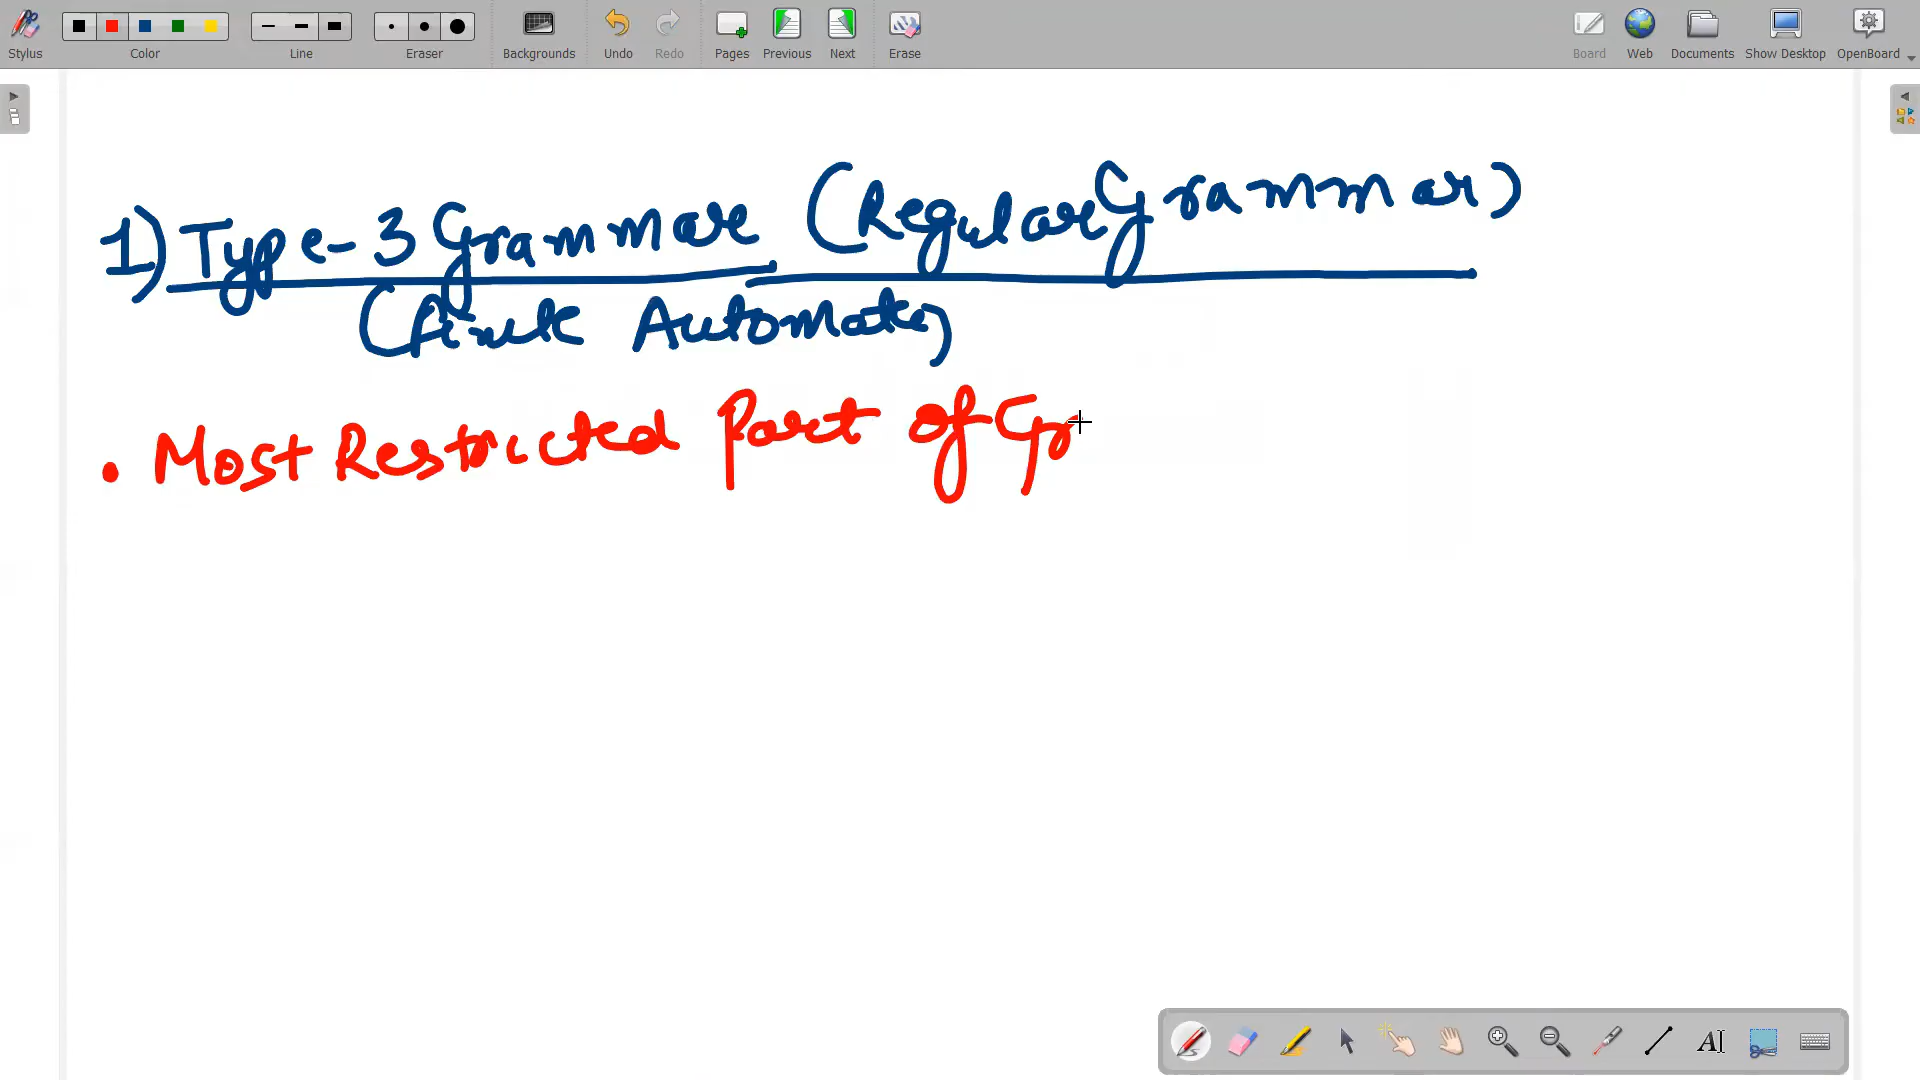 Stylus Color Line Eraser Backgrounds Undo Redo Pages Previous Next Erase Board Web Documents Show Desktop OpenBoard
1) Type-3 Grammar (Regular Grammar)
(finite Automata)
• Most Restricted Part of Gr